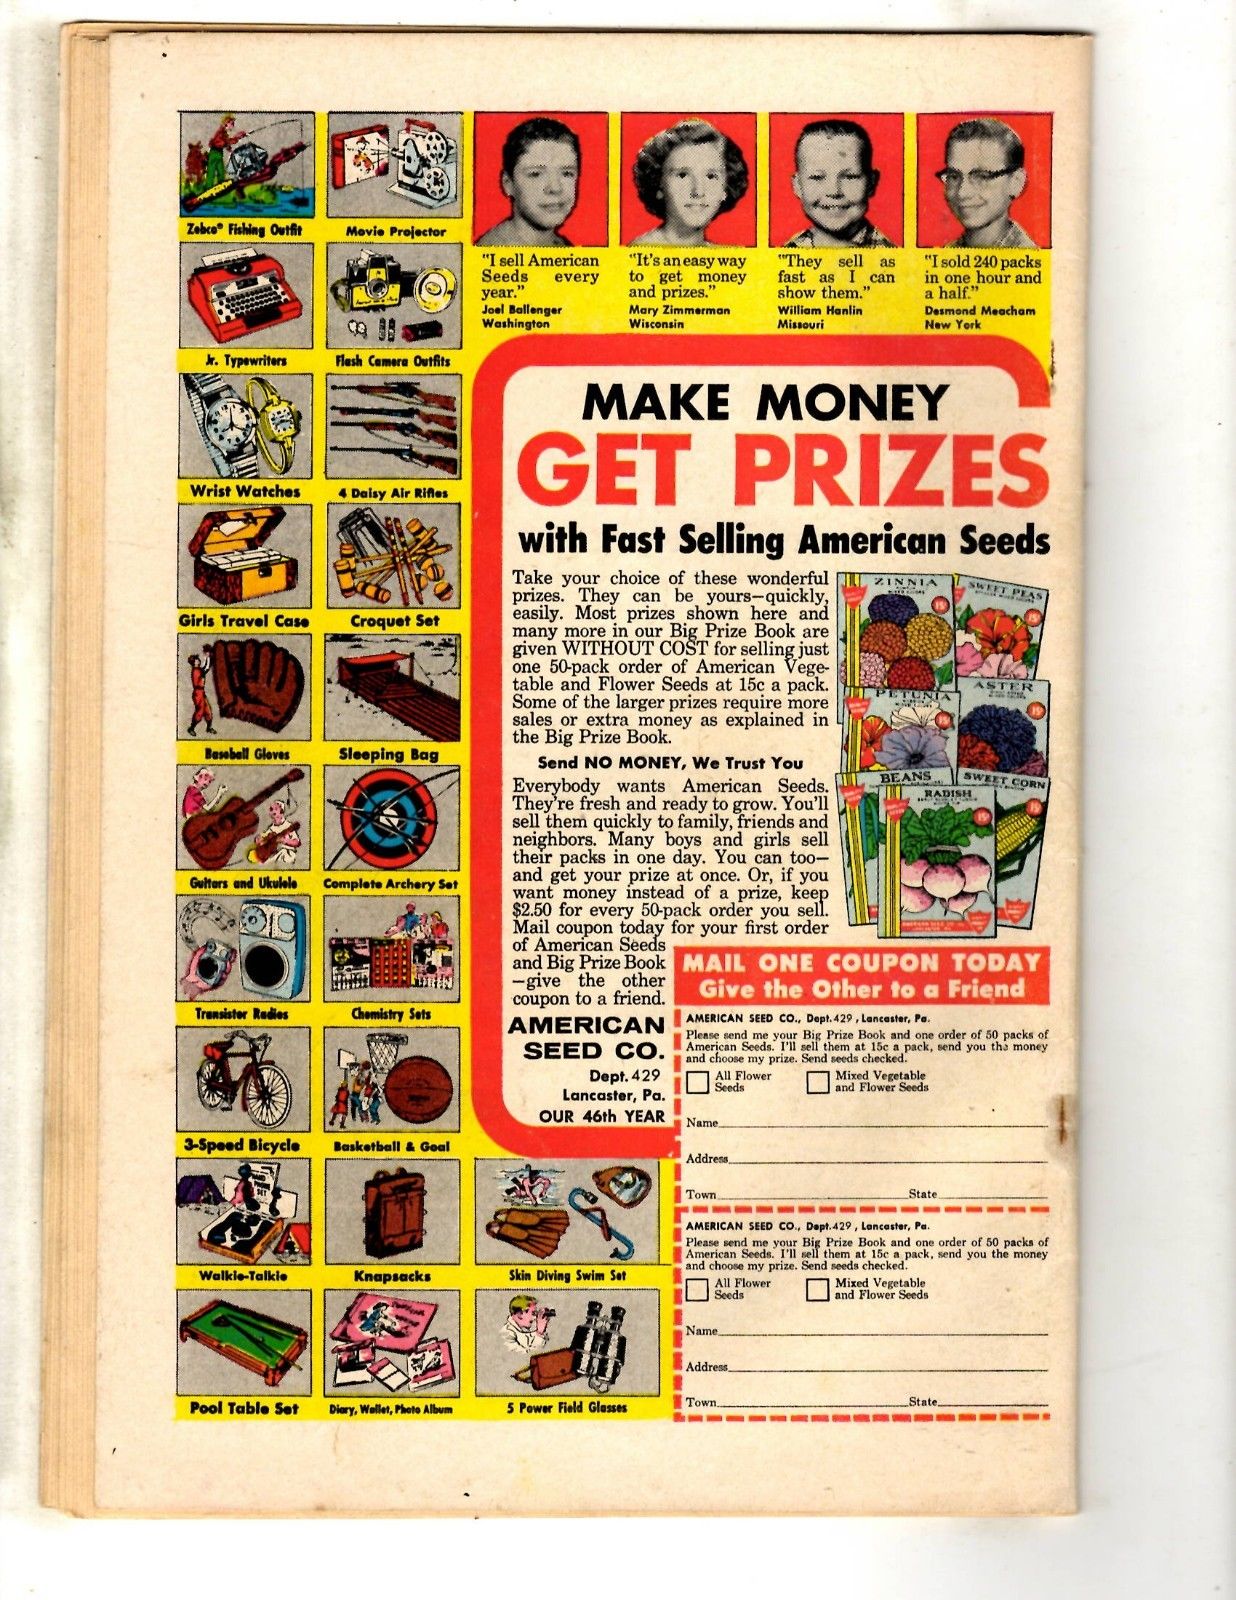 Zebco® Fishing Outfit
Movie Projector
Jr. Typewriters
Flash Camera Outfits
Wrist Watches
4 Daisy Air Rifles
Girls Travel Case
Croquet Set
Baseball Gloves
Sleeping Bag
Guitars and Ukulele
Complete Archery Set
Transistor Radios
Chemistry Sets
3-Speed Bicycle
Basketball & Goal
Walkie-Talkie
Knapsacks
Skin Diving Swim Set
Pool Table Set
Diary, Wallet, Photo Album
5 Power Field Glasses
"I sell American
Seeds every
year."
Joel Ballenger
Washington
"It's an easy way
to get money
and prizes."
Mary Zimmerman
Wisconsin
"They sell as
fast as I can
show them."
William Hanlin
Missouri
"I sold 240 packs
in one hour and
a half."
Desmond Meacham
New York
MAKE MONEY
GET PRIZES
with Fast Selling American Seeds
Take your choice of these wonderful
prizes. They can be yours—quickly,
easily. Most prizes shown here and
many more in our Big Prize Book are
given WITHOUT COST for selling just
one 50-pack order of American Vege-
table and Flower Seeds at 15c a pack.
Some of the larger prizes require more
sales or extra money as explained in
the Big Prize Book.
Send NO MONEY, We Trust You
Everybody wants American Seeds.
They're fresh and ready to grow. You'll
sell them quickly to family, friends and
neighbors. Many boys and girls sell
their packs in one day. You can too—
and get your prize at once. Or, if you
want money instead of a prize, keep
$2.50 for every 50-pack order you sell.
Mail coupon today for your first order
of American Seeds
and Big Prize Book
—give the other
coupon to a friend.
AMERICAN
SEED CO.
Dept. 429
Lancaster, Pa.
OUR 46th YEAR
ZINNIA
15¢
SWEET PEAS
15¢
PETUNIA
15¢
ASTER
15¢
BEANS
SWEET CORN
15¢
RADISH
15¢
MAIL ONE COUPON TODAY
Give the Other to a Friend
AMERICAN SEED CO., Dept. 429, Lancaster, Pa.
Please send me your Big Prize Book and one order of 50 packs of
American Seeds. I'll sell them at 15c a pack, send you the money
and choose my prize. Send seeds checked.
All Flower
Seeds
Mixed Vegetable
and Flower Seeds
Name
Address
Town State
AMERICAN SEED CO., Dept. 429, Lancaster, Pa.
Please send me your Big Prize Book and one order of 50 packs of
American Seeds. I'll sell them at 15c a pack, send you the money
and choose my prize. Send seeds checked.
All Flower
Seeds
Mixed Vegetable
and Flower Seeds
Name
Address
Town State